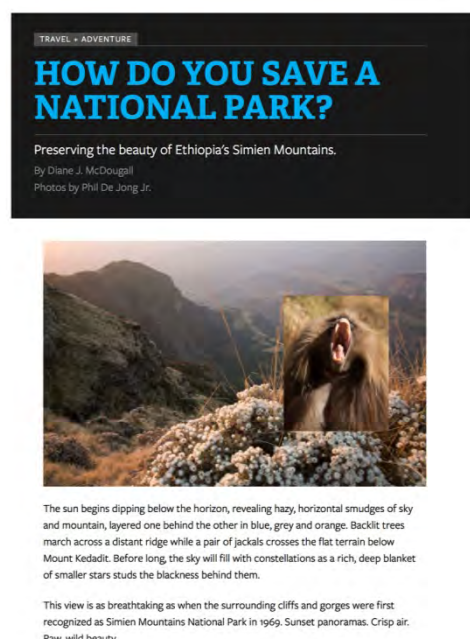 TRAVEL + ADVENTURE
HOW DO YOU SAVE A
NATIONAL PARK?
Preserving the beauty of Ethiopia's Simien Mountains.
By Diane J. McDougall
Photos by Phil De Jong Jr.
The sun begins dipping below the horizon, revealing hazy, horizontal smudges of sky
and mountain, layered one behind the other in blue, grey and orange. Backlit trees
march across a distant ridge while a pair of jackals crosses the flat terrain below
Mount Kedadit. Before long, the sky will fill with constellations as a rich, deep blanket
of smaller stars studs the blackness behind them.
This view is as breathtaking as when the surrounding cliffs and gorges were first
recognized as Simien Mountains National Park in 1969. Sunset panoramas. Crisp air.
Raw, wild beauty.